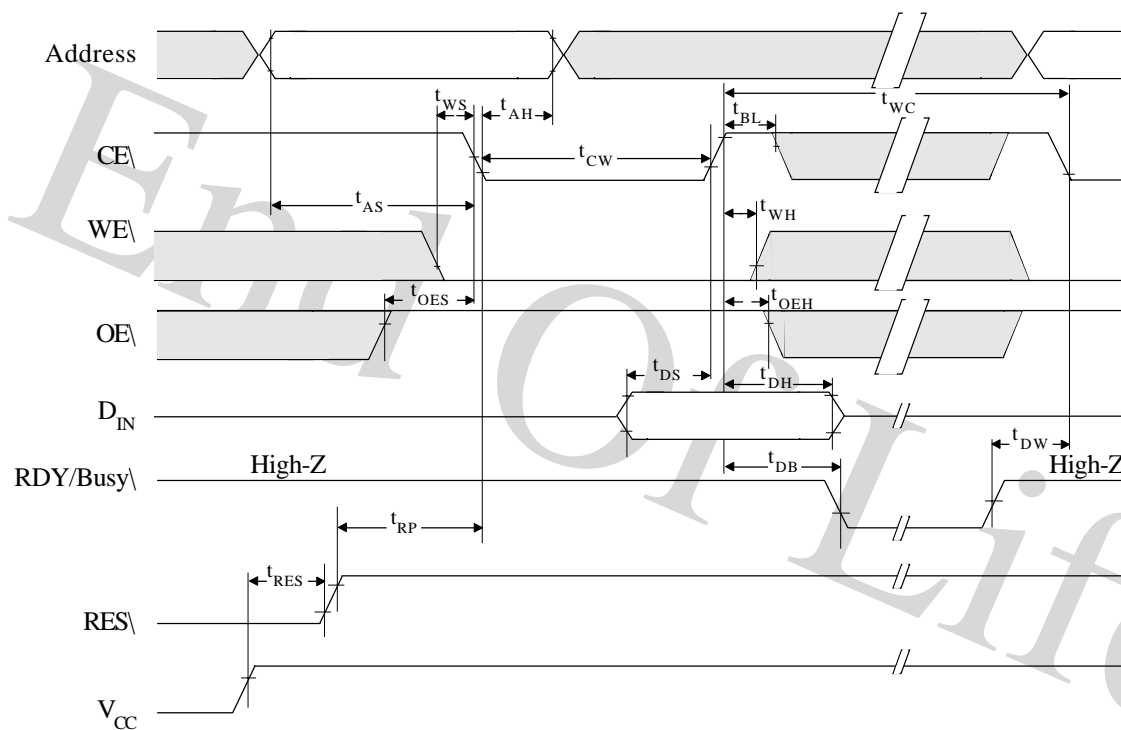 Address
tWS
tAH
tBL
tWC
CE\
tCW
tAS
tWH
WE\
tOES
tOEH
OE\
tDS
tDH
DIN
tDW
High-Z
tDB
High-Z
RDY/Busy\
tRP
tRES
RES\
VCC
End Of Life